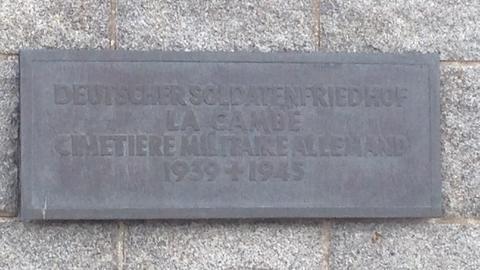 DEUTSCHER SOLDATENFRIEDHOF
LA CAMBE
CIMETIERE MILITAIRE ALLEMAND
1939 + 1945